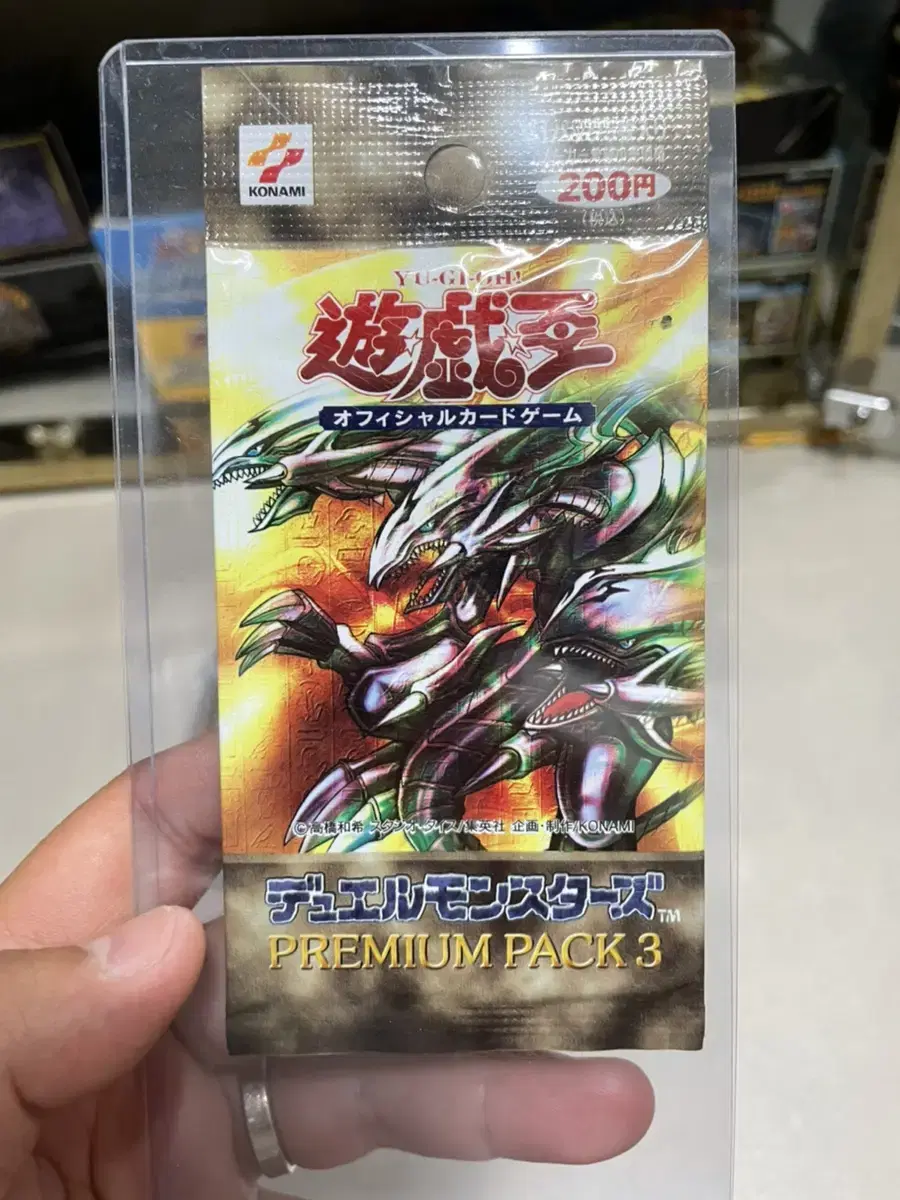 KONAMI
200円
(税込)
YU-GI-OH!
遊☆戯☆王
オフィシャルカードゲーム
©高橋和希 スタジオ・ダイス/集英社 企画・制作/KONAMI
デュエルモンスターズ™
PREMIUM PACK 3